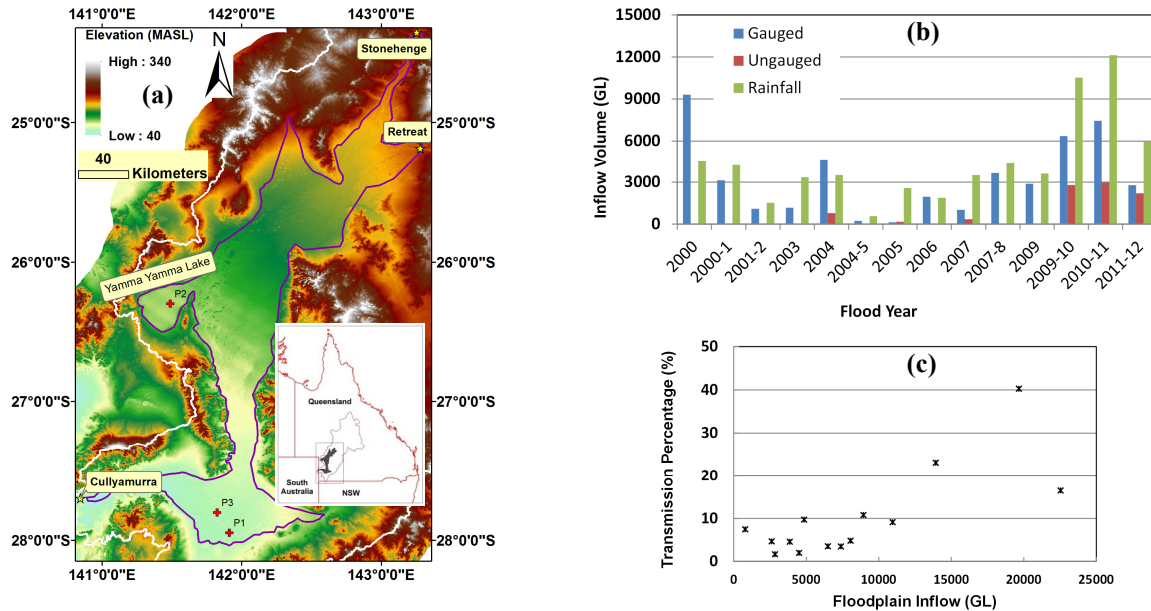 141°0'0"E 142°0'0"E 143°0'0"E
Elevation (MASL)
High : 340
Low : 40
N
(a)
Stonehenge
Retreat
40
Kilometers
25°0'0"S
26°0'0"S
27°0'0"S
28°0'0"S
25°0'0"S
26°0'0"S
27°0'0"S
28°0'0"S
Yamma Yamma Lake
P2
Cullyamurra
P3
P1
Queensland
South
Australia
NSW
141°0'0"E 142°0'0"E 143°0'0"E
(b)
Gauged
Ungauged
Rainfall
Inflow Volume (GL)
15000
12000
9000
6000
3000
0
2000 2000-1 2001-2 2003 2004 2004-5 2005 2006 2007 2007-8 2009 2009-10 2010-11 2011-12
Flood Year
(c)
Transmission Percentage (%)
50
40
30
20
10
0
0 5000 10000 15000 20000 25000
Floodplain Inflow (GL)